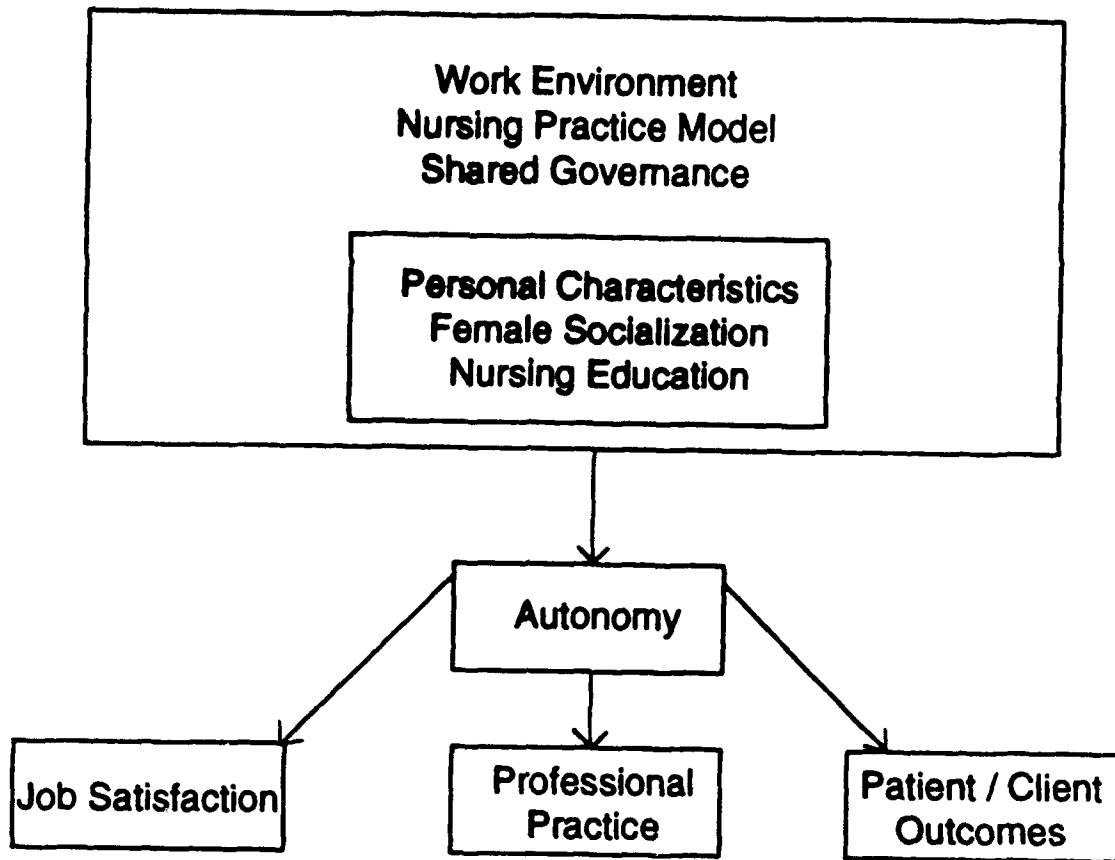 Work Environment
Nursing Practice Model
Shared Governance
Personal Characteristics
Female Socialization
Nursing Education
Autonomy
Job Satisfaction
Professional
Practice
Patient / Client
Outcomes